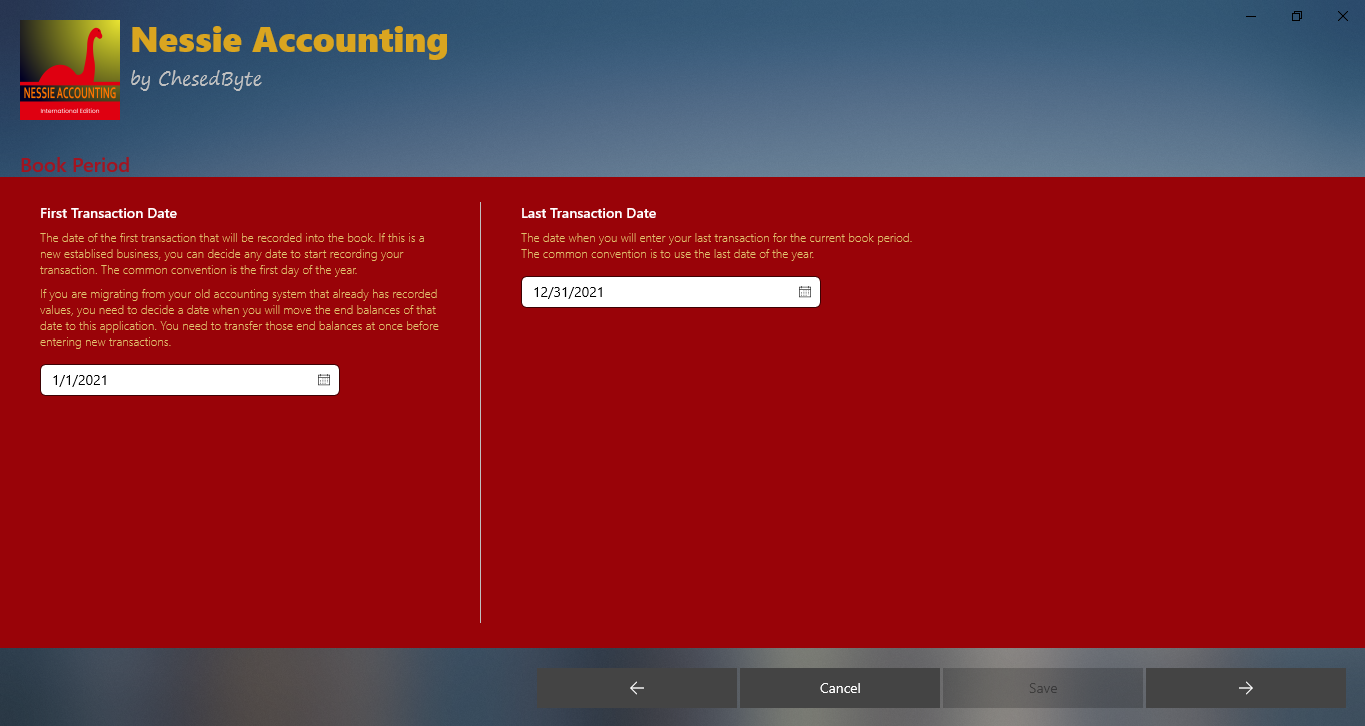 Nessie Accounting
by ChesedByte
NESSIE ACCOUNTING
International Edition
Book Period
First Transaction Date
The date of the first transaction that will be recorded into the book. If this is a
new establised business, you can decide any date to start recording your
transaction. The common convention is the first day of the year.
If you are migrating from your old accounting system that already has recorded
values, you need to decide a date when you will move the end balances of that
date to this application. You need to transfer those end balances at once before
entering new transactions.
1/1/2021
Last Transaction Date
The date when you will enter your last transaction for the current book period.
The common convention is to use the last date of the year.
12/31/2021
Cancel
Save